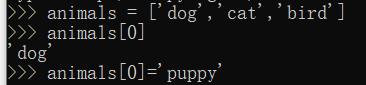 >>> animals = ['dog','cat','bird']
>>> animals[0]
'dog'
>>> animals[0]='puppy'